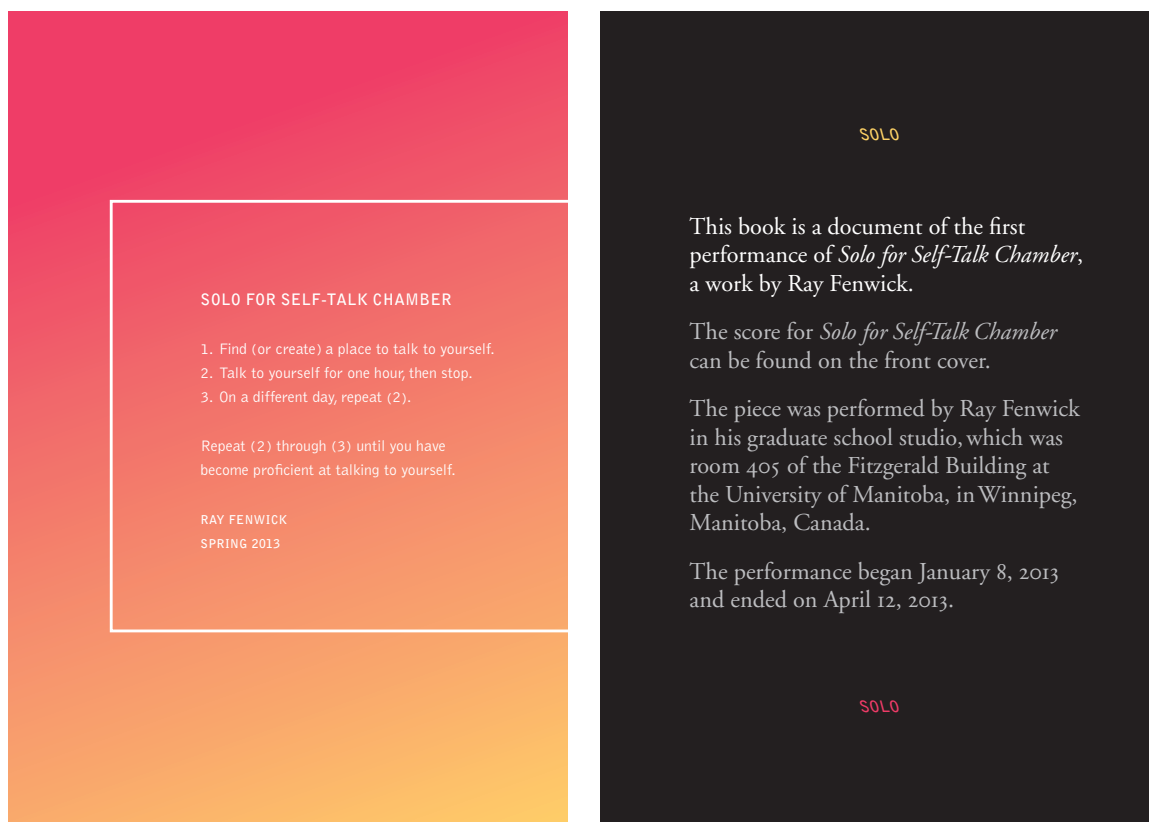 SOLO FOR SELF-TALK CHAMBER
1. Find (or create) a place to talk to yourself.
2. Talk to yourself for one hour, then stop.
3. On a different day, repeat (2).
Repeat (2) through (3) until you have
become proficient at talking to yourself.
RAY FENWICK
SPRING 2013
SOLO
This book is a document of the first
performance of Solo for Self-Talk Chamber,
a work by Ray Fenwick.
The score for Solo for Self-Talk Chamber
can be found on the front cover.
The piece was performed by Ray Fenwick
in his graduate school studio, which was
room 405 of the Fitzgerald Building at
the University of Manitoba, in Winnipeg,
Manitoba, Canada.
The performance began January 8, 2013
and ended on April 12, 2013.
SOLO